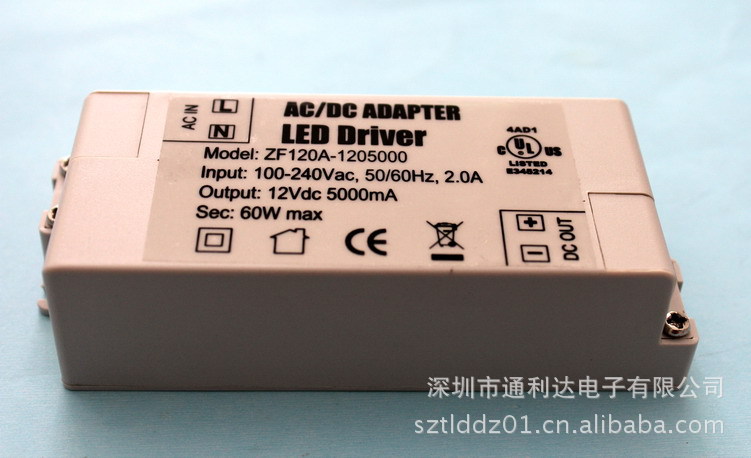 AC IN
L
N
AC/DC ADAPTER
LED Driver
Model: ZF120A-1205000
Input: 100-240Vac, 50/60Hz, 2.0A
Output: 12Vdc 5000mA
Sec: 60W max
4AD1
c UL US
LISTED
E346214
CE
+
-
DC OUT
深圳市通利达电子有限公司
sztlddz01.cn.alibaba.com